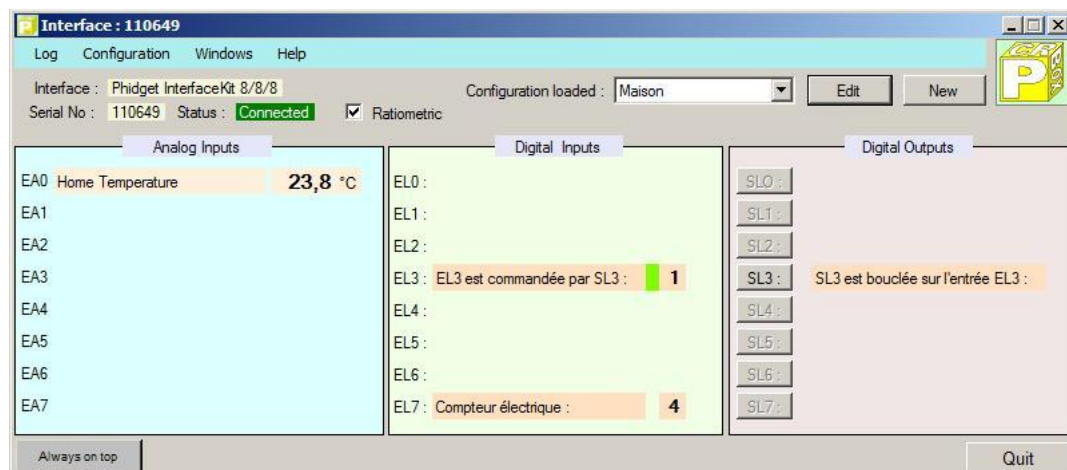 Interface : 110649
Log Configuration Windows Help
Interface : Phidget InterfaceKit 8/8/8 Configuration loaded : Maison Edit New
Serial No : 110649 Status : Connected Ratiometric
Analog Inputs Digital Inputs Digital Outputs
EA0 Home Temperature 23,8 °C EL0 : SL0 :
EA1 EL1 : SL1 :
EA2 EL2 : SL2 :
EA3 EL3 : EL3 est commandée par SL3 : 1 SL3 : SL3 est bouclée sur l'entrée EL3 :
EA4 EL4 : SL4 :
EA5 EL5 : SL5 :
EA6 EL6 : SL6 :
EA7 EL7 : Compteur électrique : 4 SL7 :
Always on top Quit